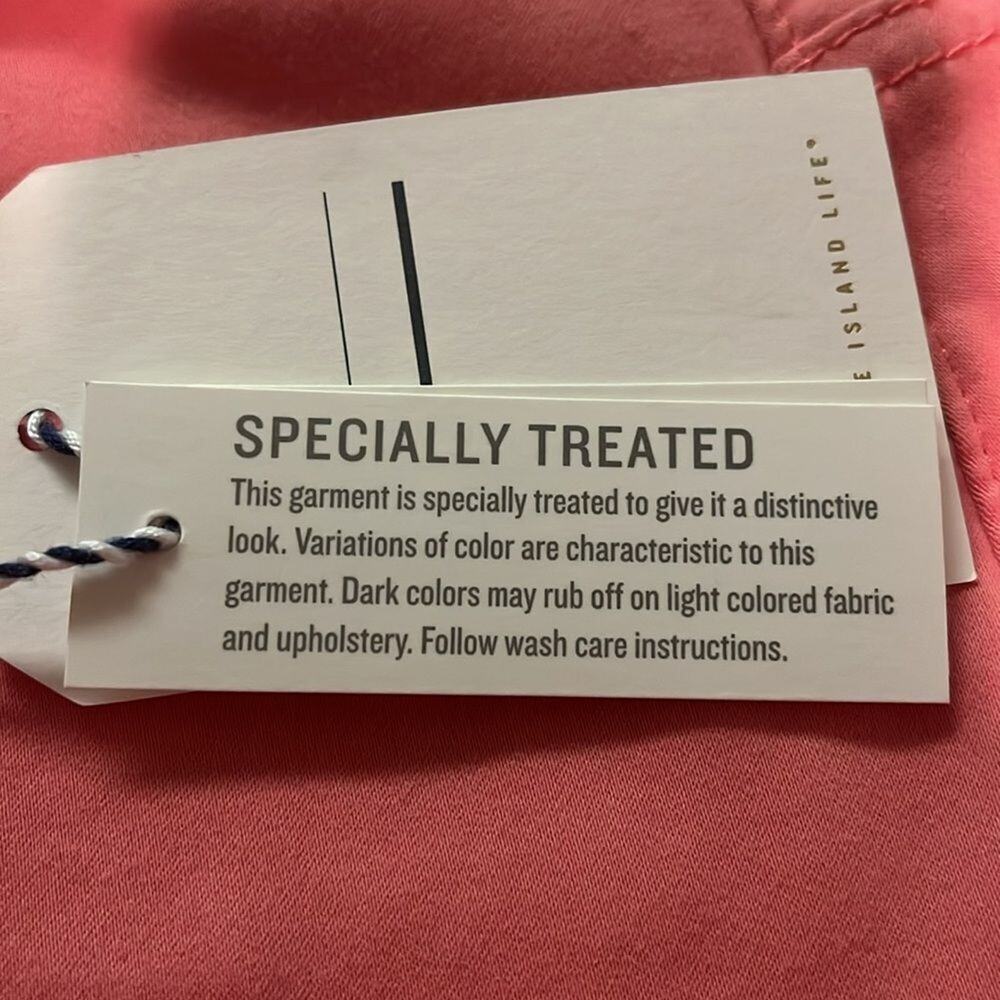 E ISLAND LIFE®
SPECIALLY TREATED
This garment is specially treated to give it a distinctive
look. Variations of color are characteristic to this
garment. Dark colors may rub off on light colored fabric
and upholstery. Follow wash care instructions.